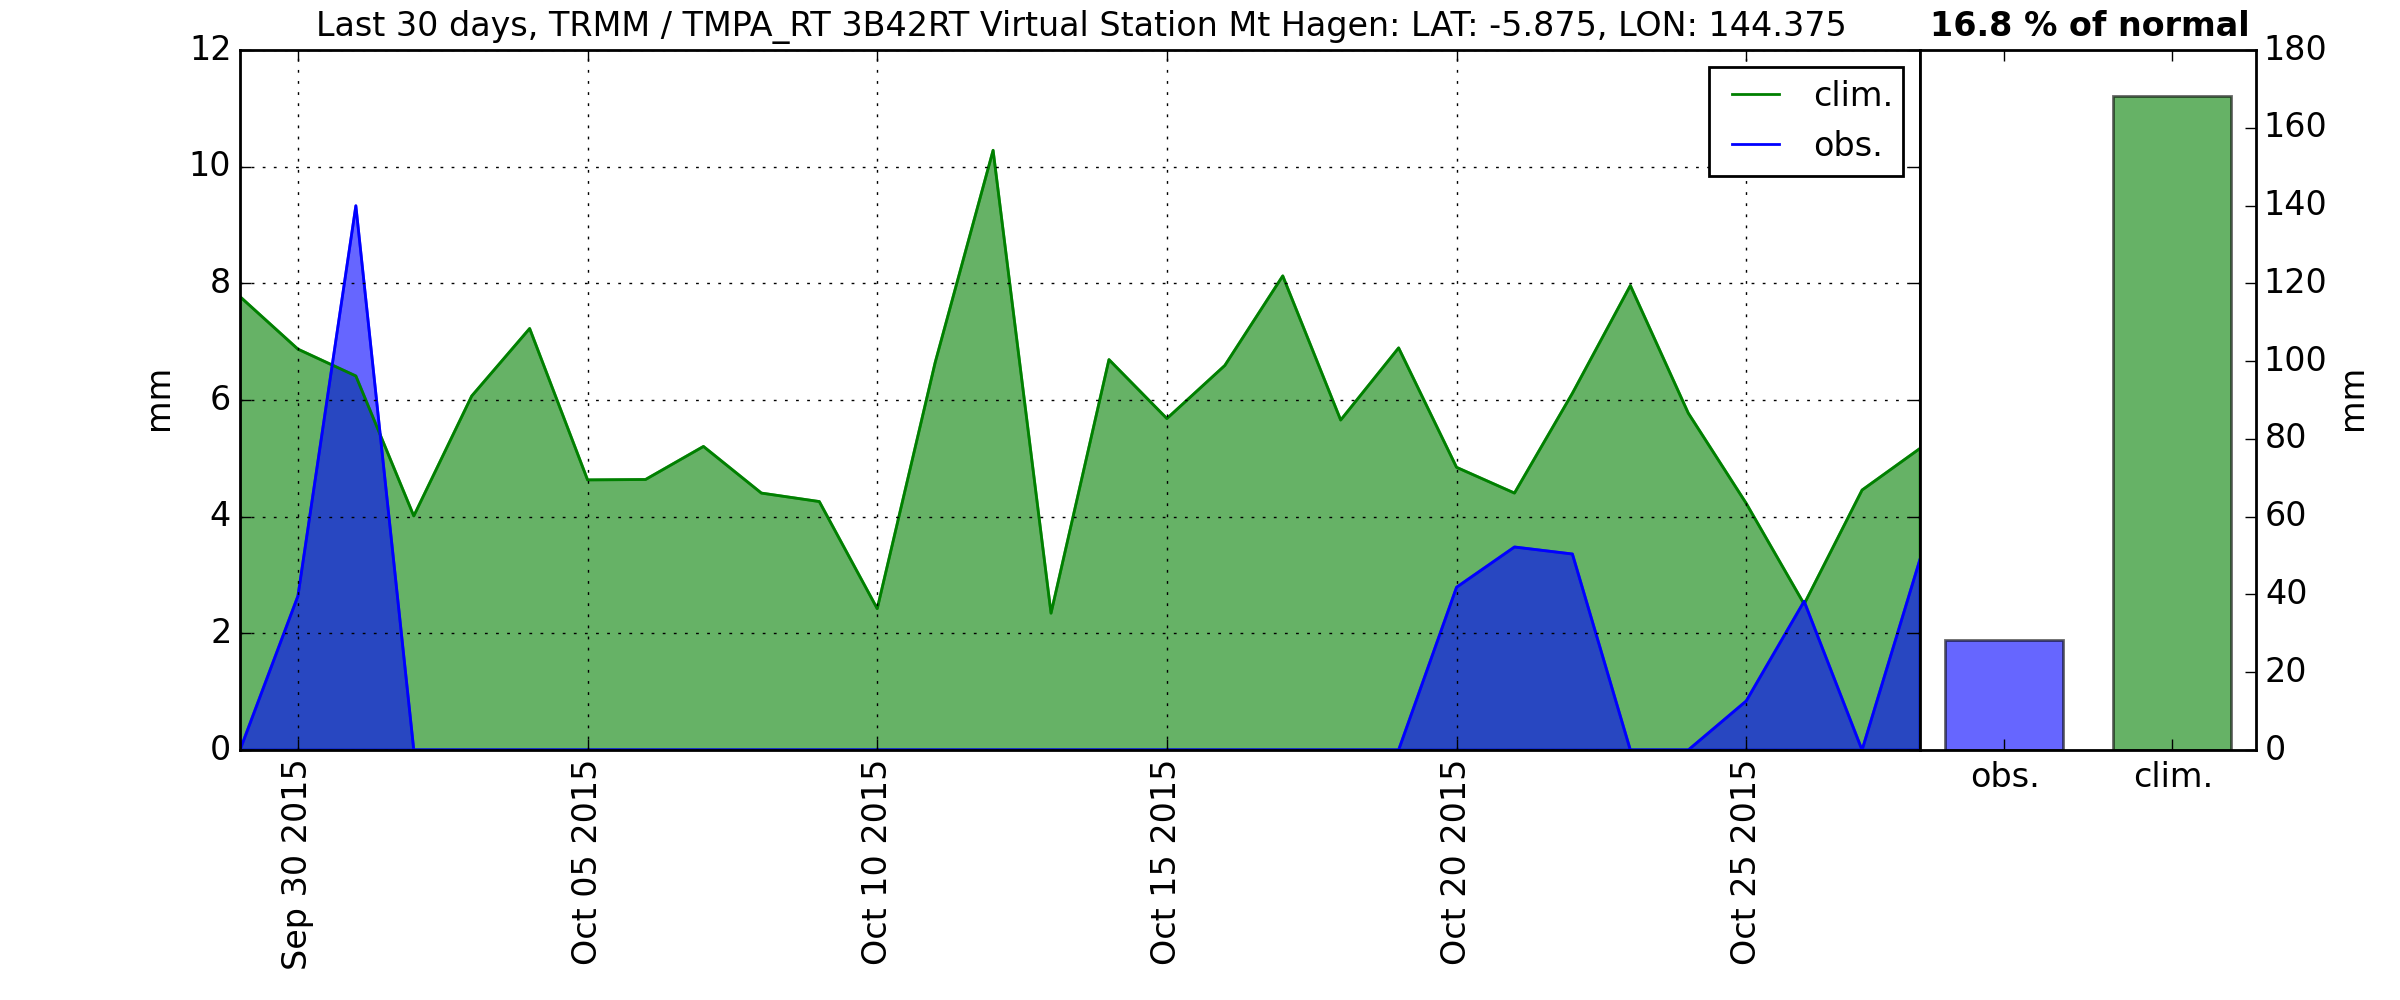 Last 30 days, TRMM / TMPA_RT 3B42RT Virtual Station Mt Hagen: LAT: -5.875, LON: 144.375
16.8 % of normal
12
10
8
6
4
2
0
mm
clim.
obs.
Sep 30 2015
Oct 05 2015
Oct 10 2015
Oct 15 2015
Oct 20 2015
Oct 25 2015
180
160
140
120
100
80
60
40
20
0
mm
obs.
clim.